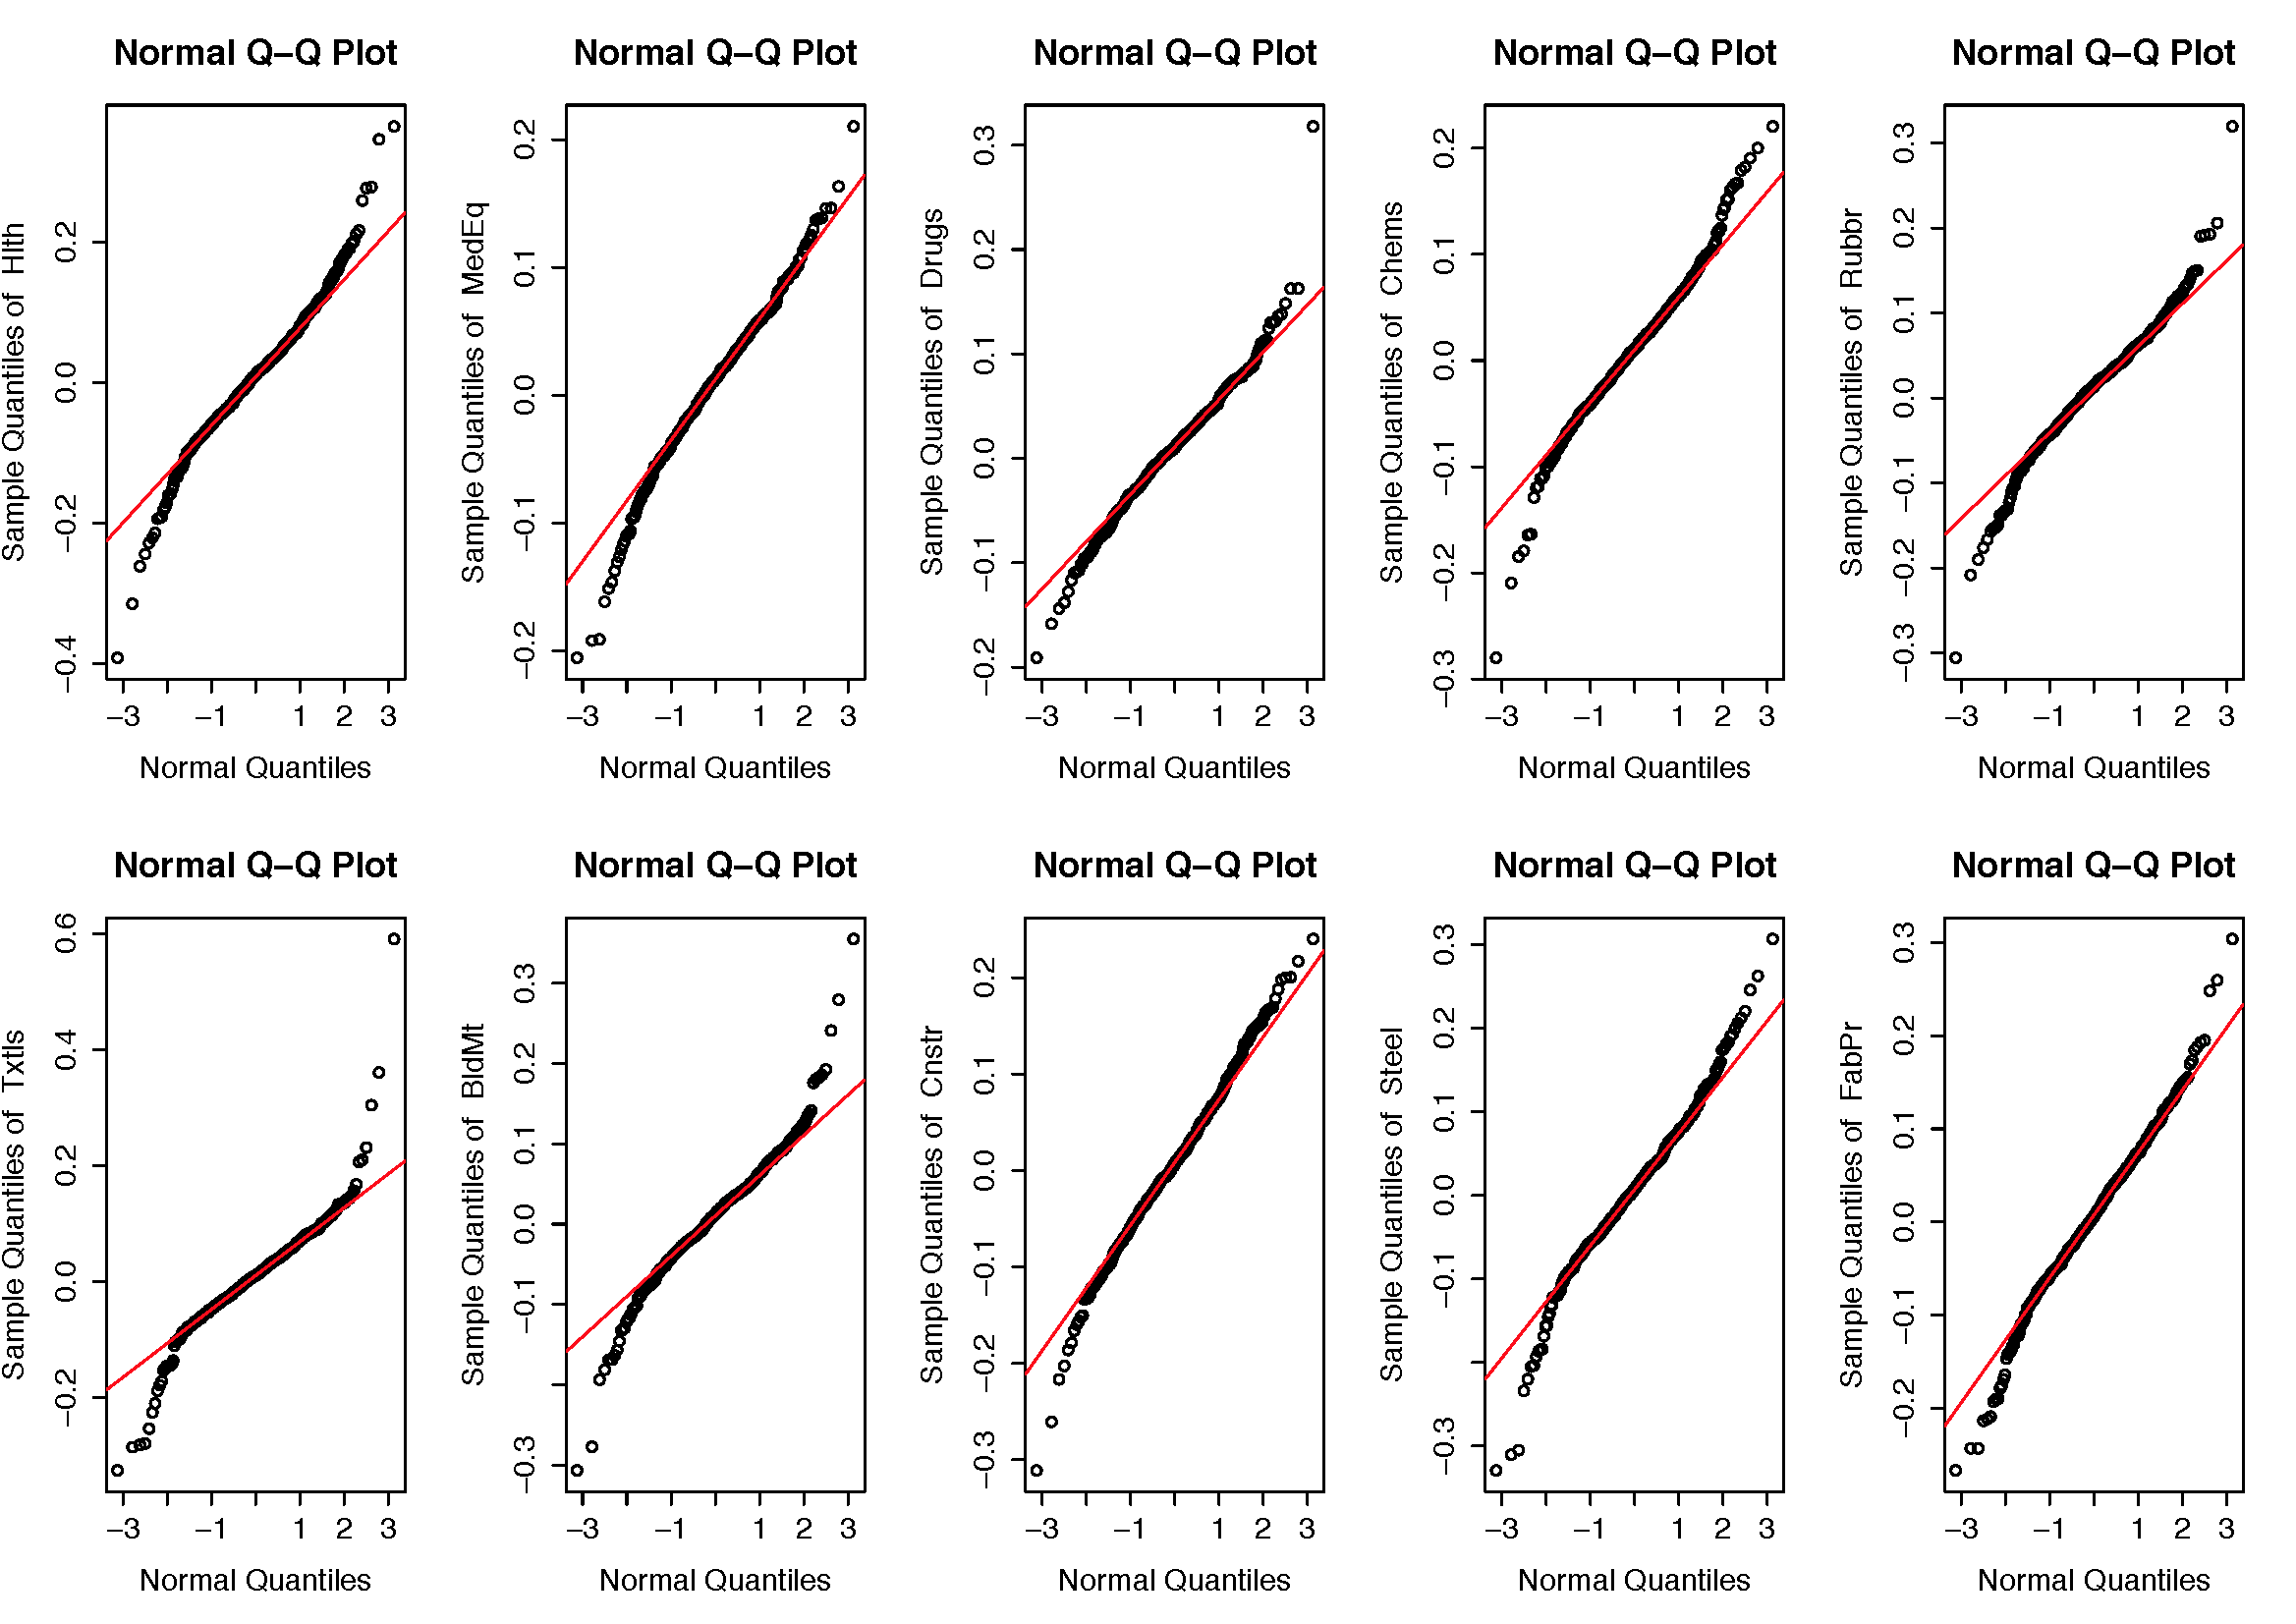 Normal Q–Q Plot
Sample Quantiles of Hlth
0.2
0.0
−0.2
−0.4
−3 −1 1 2 3
Normal Quantiles
Normal Q–Q Plot
Sample Quantiles of MedEq
0.2
0.1
0.0
−0.1
−0.2
−3 −1 1 2 3
Normal Quantiles
Normal Q–Q Plot
Sample Quantiles of Drugs
0.3
0.2
0.1
0.0
−0.1
−0.2
−3 −1 1 2 3
Normal Quantiles
Normal Q–Q Plot
Sample Quantiles of Chems
0.2
0.1
0.0
−0.1
−0.2
−0.3
−3 −1 1 2 3
Normal Quantiles
Normal Q–Q Plot
Sample Quantiles of Rubbr
0.3
0.2
0.1
0.0
−0.1
−0.2
−0.3
−3 −1 1 2 3
Normal Quantiles
Normal Q–Q Plot
Sample Quantiles of Txtls
0.6
0.4
0.2
0.0
−0.2
−3 −1 1 2 3
Normal Quantiles
Normal Q–Q Plot
Sample Quantiles of BldMt
0.3
0.2
0.1
0.0
−0.1
−0.3
−3 −1 1 2 3
Normal Quantiles
Normal Q–Q Plot
Sample Quantiles of Cnstr
0.2
0.1
0.0
−0.1
−0.2
−0.3
−3 −1 1 2 3
Normal Quantiles
Normal Q–Q Plot
Sample Quantiles of Steel
0.3
0.2
0.1
0.0
−0.1
−0.3
−3 −1 1 2 3
Normal Quantiles
Normal Q–Q Plot
Sample Quantiles of FabPr
0.3
0.2
0.1
0.0
−0.1
−0.2
−3 −1 1 2 3
Normal Quantiles